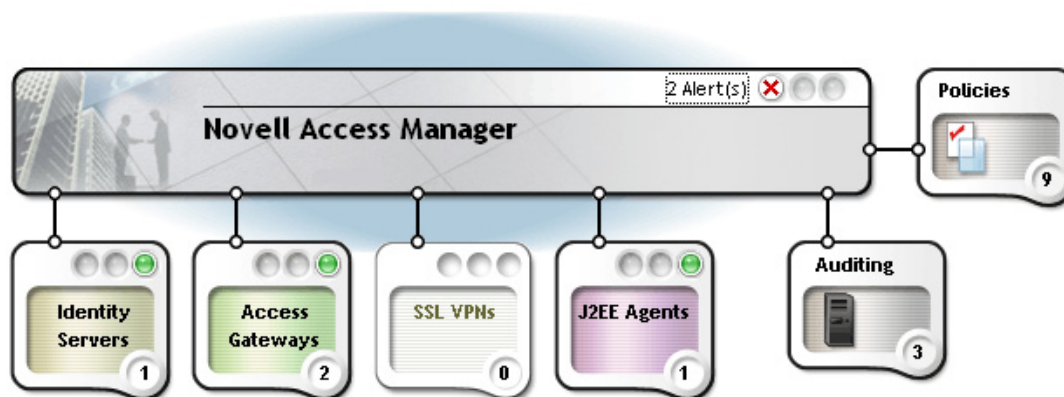 2 Alert(s)
Novell Access Manager
Policies
9
Identity
Servers
1
Access
Gateways
2
SSL VPNs
0
J2EE Agents
1
Auditing
3